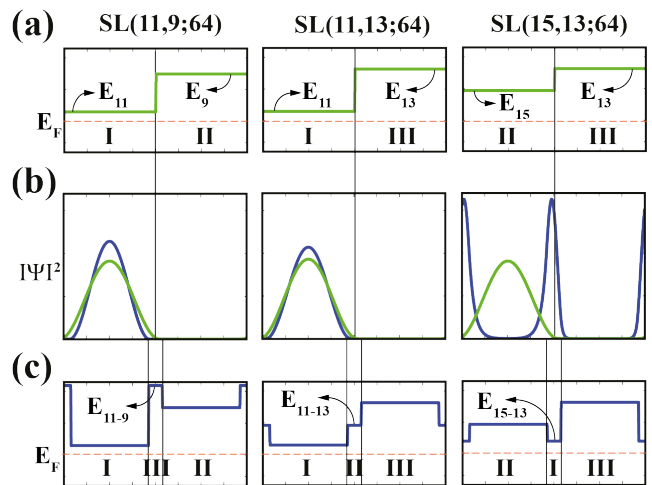 (a) SL(11,9;64) SL(11,13;64) SL(15,13;64)
E11 E9 E11 E13 E15 E13
EF I II I III II III
(b)
|Ψ|²
(c)
E11-9 E11-13 E15-13
EF I III II I II III II I III